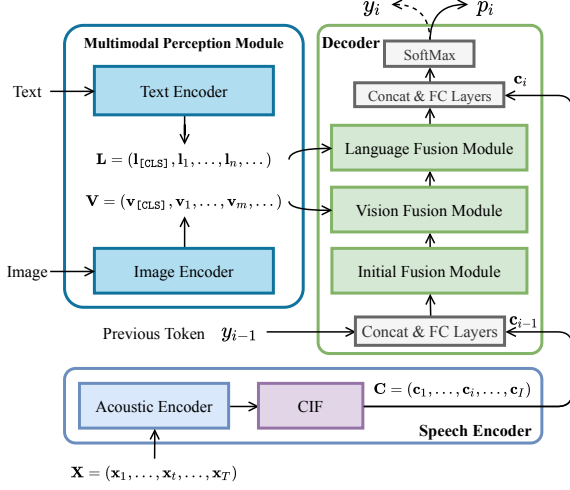 y_i p_i
Multimodal Perception Module
Decoder
SoftMax
Text
Text Encoder
Concat & FC Layers
c_i
L = (l_[CLS], l_1, ..., l_n, ...)
Language Fusion Module
V = (v_[CLS], v_1, ..., v_m, ...)
Vision Fusion Module
Image
Image Encoder
Initial Fusion Module
Previous Token y_{i-1}
Concat & FC Layers
c_{i-1}
C = (c_1, ..., c_i, ..., c_I)
Acoustic Encoder
CIF
Speech Encoder
X = (x_1, ..., x_t, ..., x_T)